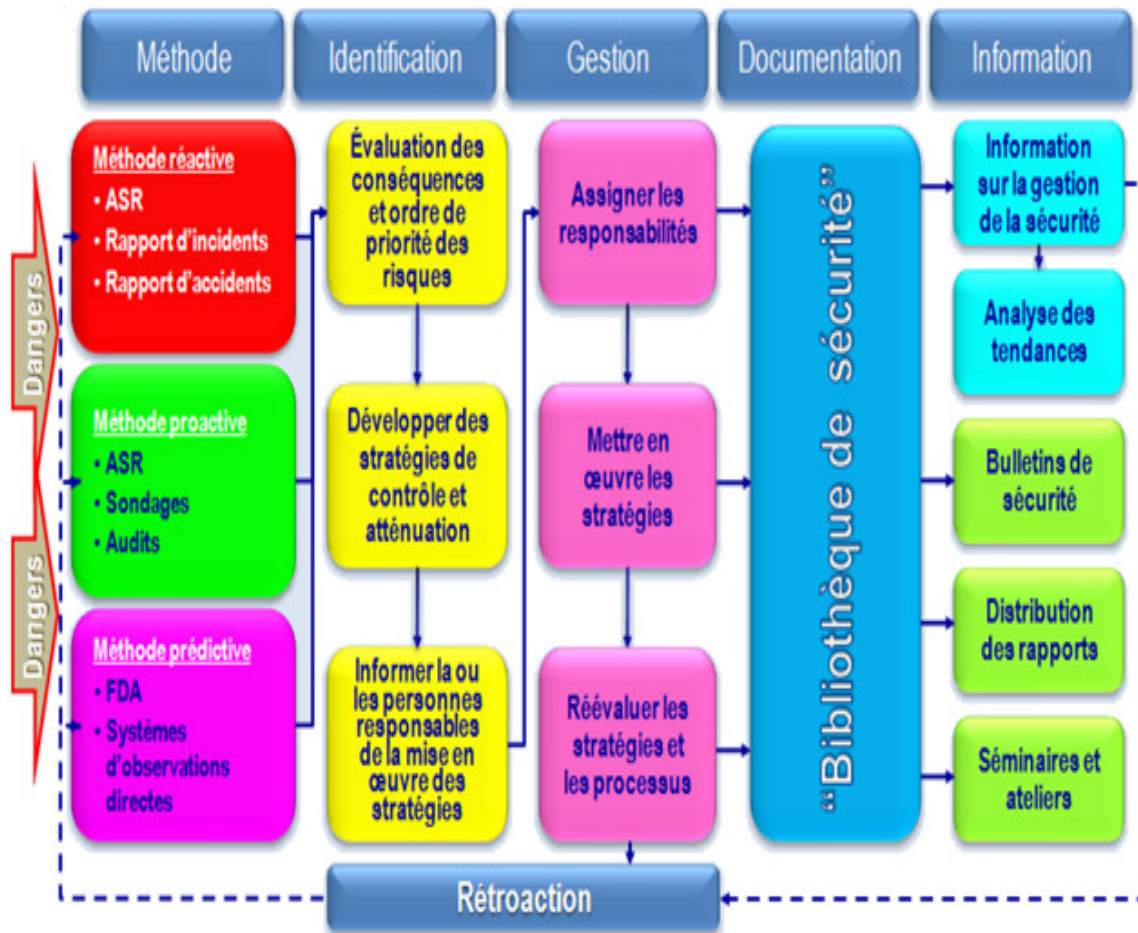 Méthode
Identification
Gestion
Documentation
Information
Dangers
Dangers
Méthode réactive
• ASR
• Rapport d'incidents
• Rapport d'accidents
Méthode proactive
• ASR
• Sondages
• Audits
Méthode prédictive
• FDA
• Systèmes
d'observations
directes
Évaluation des
conséquences
et ordre de
priorité des
risques
Développer des
stratégies de
contrôle et
atténuation
Informer la ou
les personnes
responsables
de la mise en
œuvre des
stratégies
Assigner les
responsabilités
Mettre en
œuvre les
stratégies
Réévaluer les
stratégies et
les processus
“Bibliothèque de sécurité”
Information
sur la gestion
de la sécurité
Analyse des
tendances
Bulletins de
sécurité
Distribution
des rapports
Séminaires et
ateliers
Rétroaction